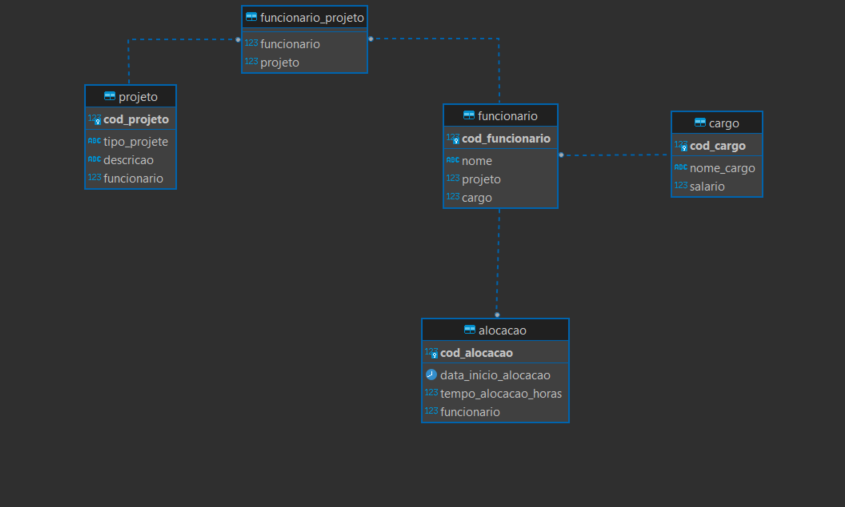 funcionario_projeto
123 funcionario
123 projeto
projeto
123 cod_projeto
ABC tipo_projete
ABC descricao
123 funcionario
funcionario
123 cod_funcionario
ABC nome
123 projeto
123 cargo
cargo
123 cod_cargo
ABC nome_cargo
123 salario
alocacao
123 cod_alocacao
data_inicio_alocacao
123 tempo_alocacao_horas
123 funcionario